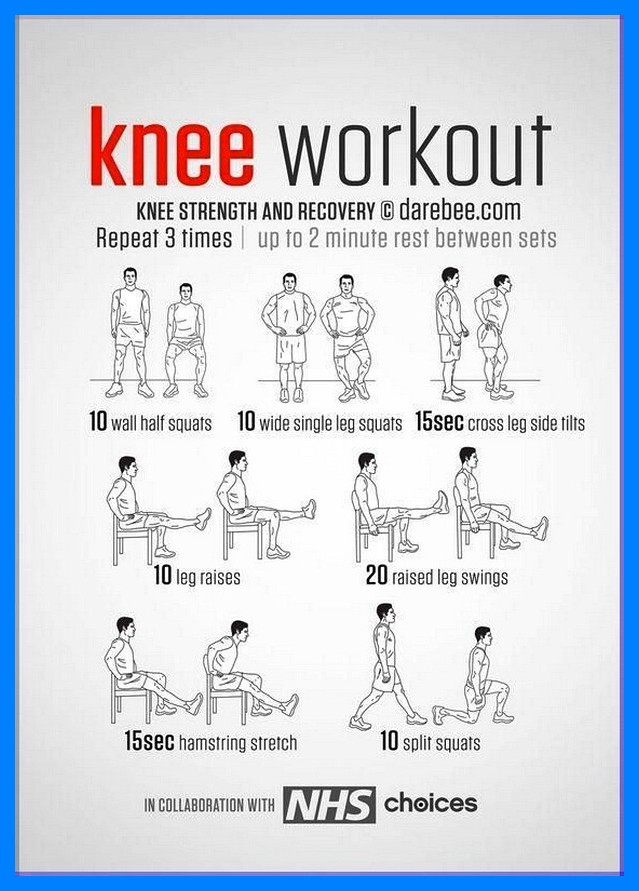 knee workout
KNEE STRENGTH AND RECOVERY © darebee.com
Repeat 3 times | up to 2 minute rest between sets
10 wall half squats 10 wide single leg squats 15sec cross leg side tilts
10 leg raises 20 raised leg swings
15sec hamstring stretch 10 split squats
IN COLLABORATION WITH NHS choices